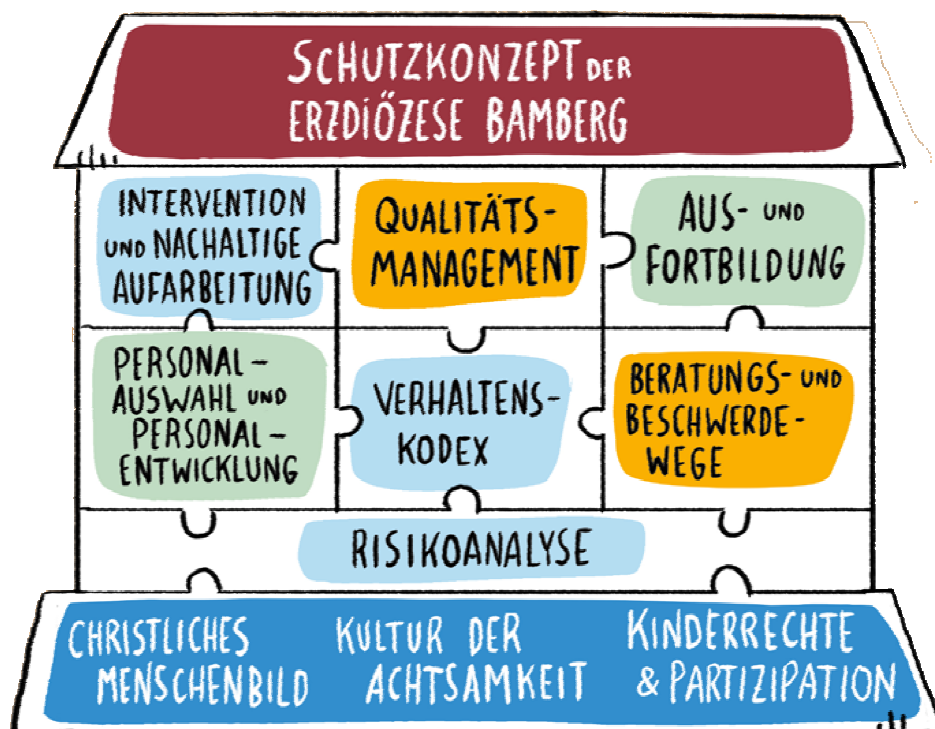 SCHUTZKONZEPT DER
ERZDIÖZESE BAMBERG
INTERVENTION
UND NACHALTIGE
AUFARBEITUNG
QUALITÄTS-
MANAGEMENT
AUS- UND
FORTBILDUNG
PERSONAL-
AUSWAHL UND
PERSONAL-
ENTWICKLUNG
VERHALTENS-
KODEX
BERATUNGS- UND
BESCHWERDE-
WEGE
RISIKOANALYSE
CHRISTLICHES
MENSCHENBILD
KULTUR DER
ACHTSAMKEIT
KINDERRECHTE
& PARTIZIPATION